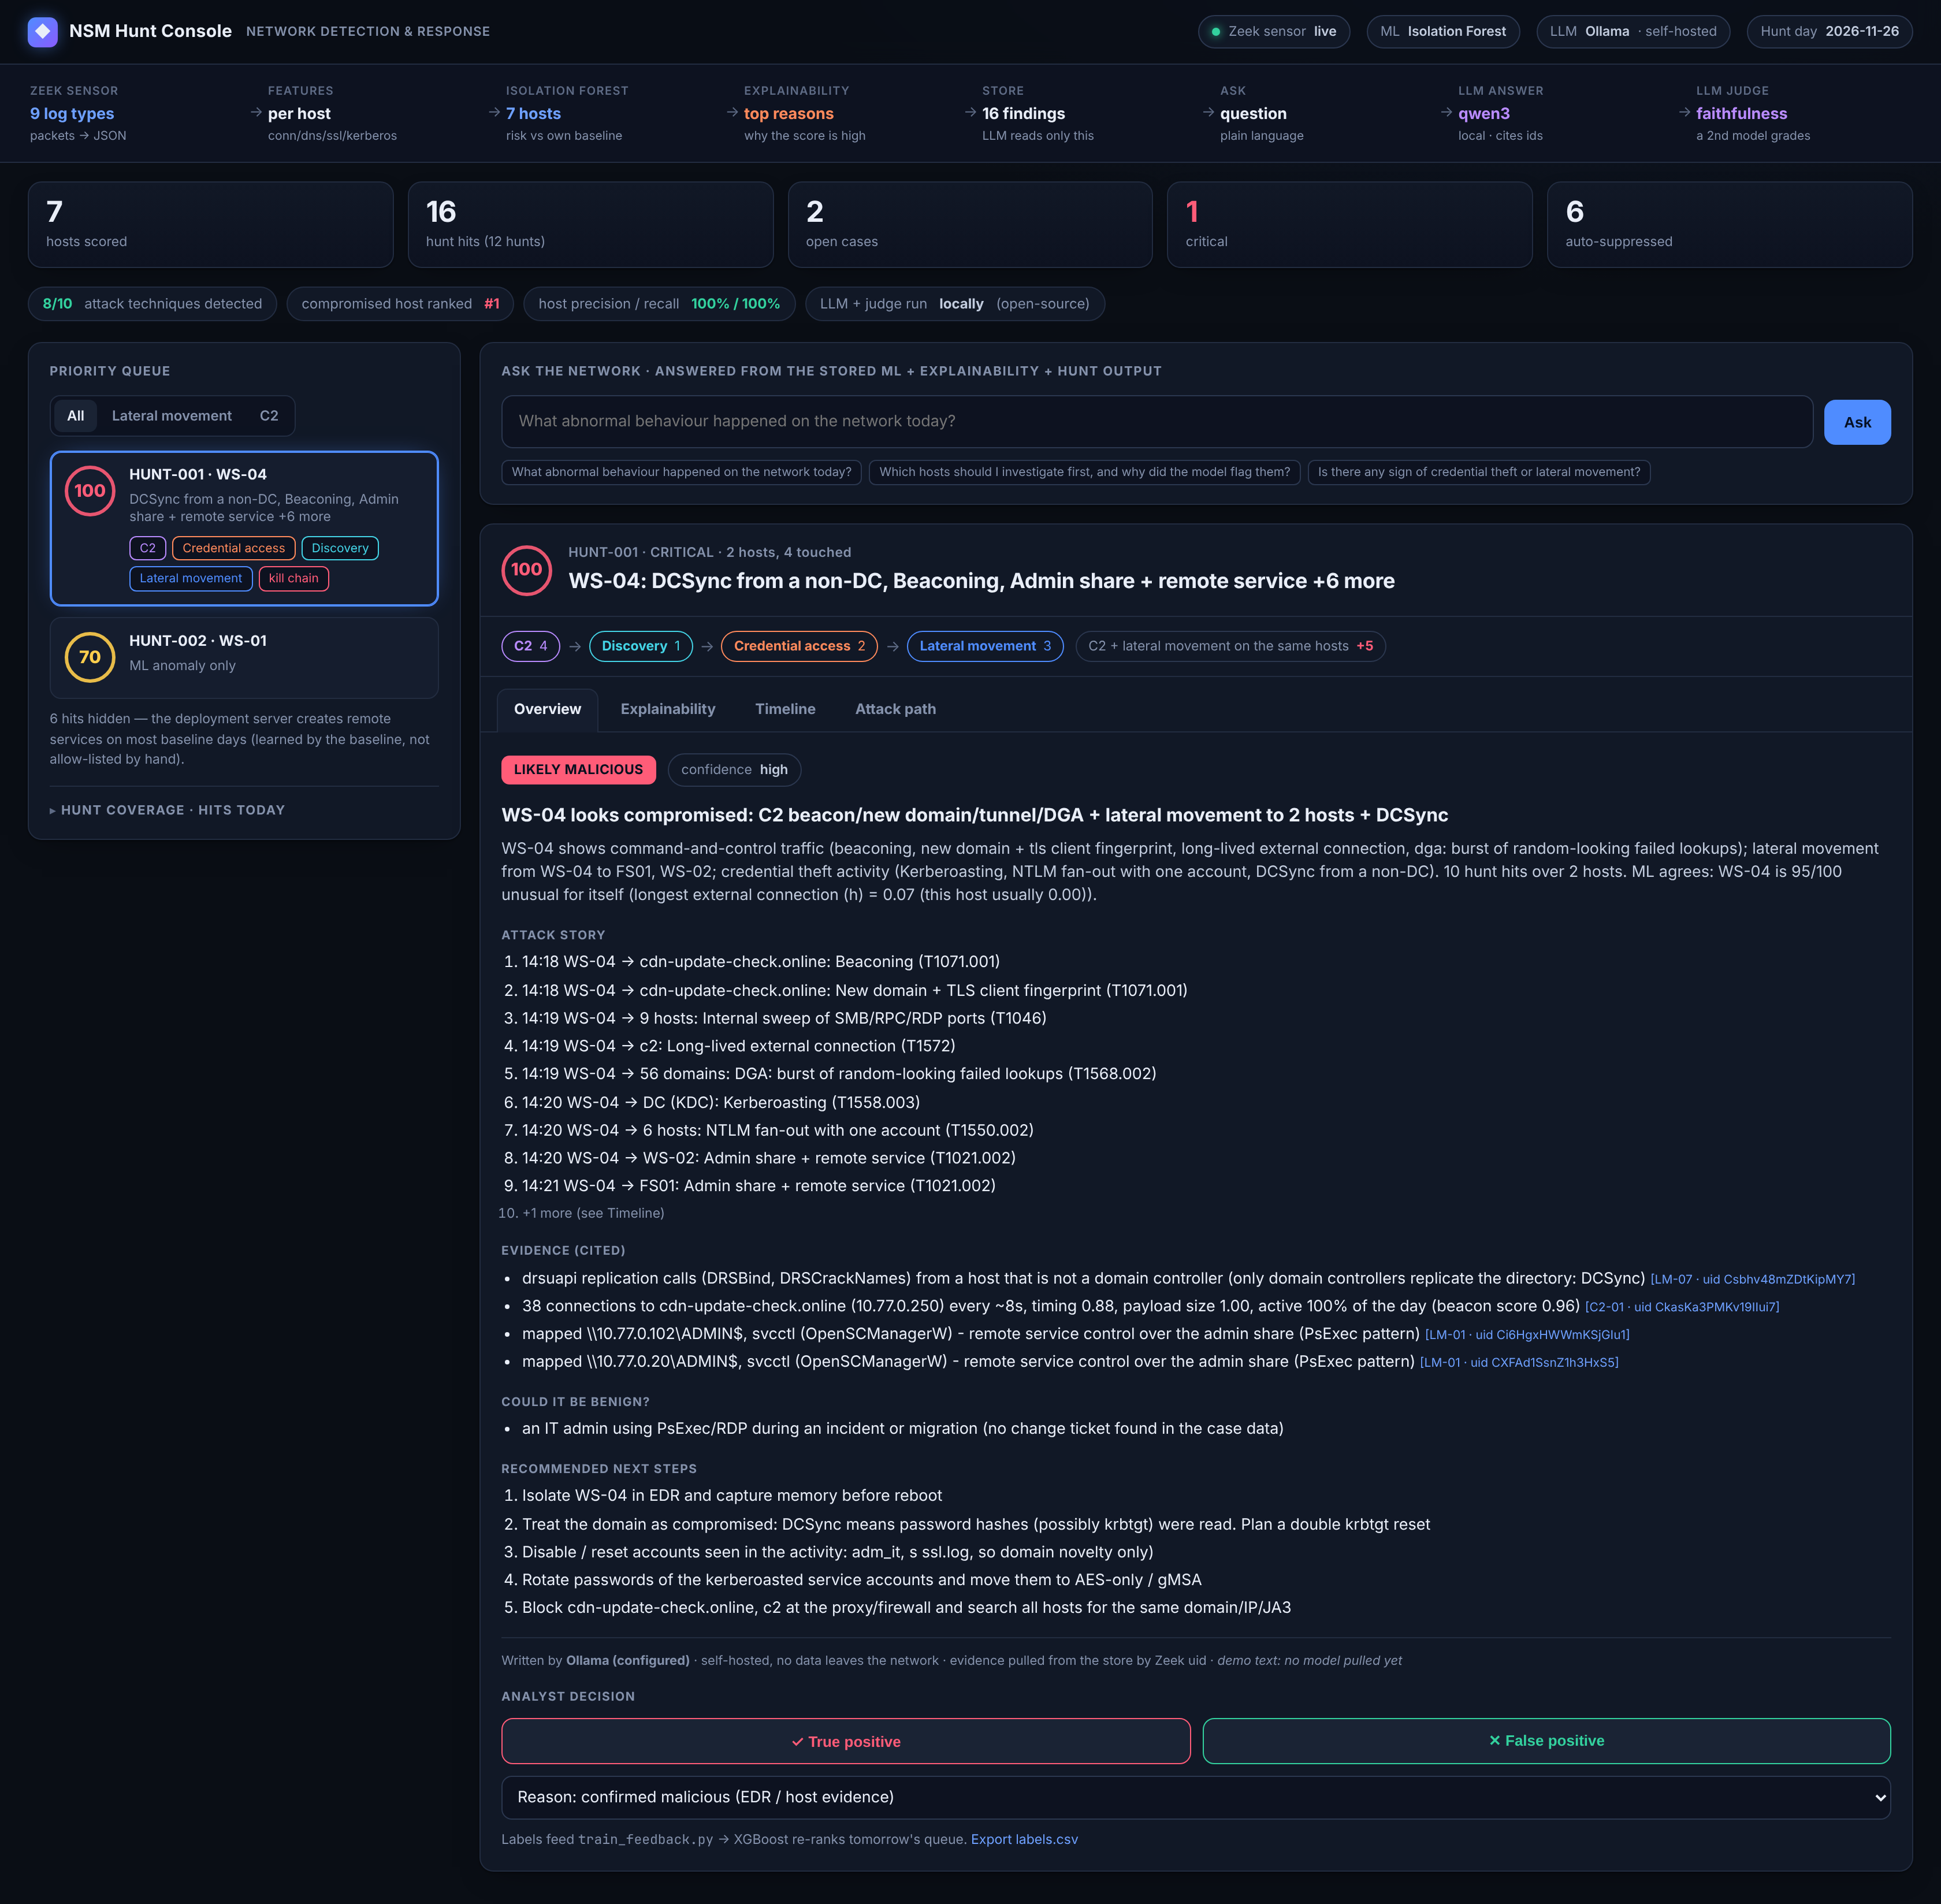 NSM Hunt Console NETWORK DETECTION & RESPONSE
Zeek sensor live
ML Isolation Forest
LLM Ollama · self-hosted
Hunt day 2026-11-26
ZEEK SENSOR
9 log types
packets → JSON
→
FEATURES
per host
conn/dns/ssl/kerberos
→
ISOLATION FOREST
7 hosts
risk vs own baseline
→
EXPLAINABILITY
top reasons
why the score is high
→
STORE
16 findings
LLM reads only this
→
ASK
question
plain language
→
LLM ANSWER
qwen3
local · cites ids
→
LLM JUDGE
faithfulness
a 2nd model grades
7
hosts scored
16
hunt hits (12 hunts)
2
open cases
1
critical
6
auto-suppressed
8/10 attack techniques detected
compromised host ranked #1
host precision / recall 100% / 100%
LLM + judge run locally (open-source)
PRIORITY QUEUE
All Lateral movement C2
100
HUNT-001 · WS-04
DCSync from a non-DC, Beaconing, Admin
share + remote service +6 more
C2 Credential access Discovery
Lateral movement kill chain
70
HUNT-002 · WS-01
ML anomaly only
6 hits hidden — the deployment server creates remote
services on most baseline days (learned by the baseline, not
allow-listed by hand).
▸ HUNT COVERAGE · HITS TODAY
ASK THE NETWORK · ANSWERED FROM THE STORED ML + EXPLAINABILITY + HUNT OUTPUT
What abnormal behaviour happened on the network today?
Ask
What abnormal behaviour happened on the network today?
Which hosts should I investigate first, and why did the model flag them?
Is there any sign of credential theft or lateral movement?
100
HUNT-001 · CRITICAL · 2 hosts, 4 touched
WS-04: DCSync from a non-DC, Beaconing, Admin share + remote service +6 more
C2 4 → Discovery 1 → Credential access 2 → Lateral movement 3 C2 + lateral movement on the same hosts +5
Overview Explainability Timeline Attack path
LIKELY MALICIOUS confidence high
WS-04 looks compromised: C2 beacon/new domain/tunnel/DGA + lateral movement to 2 hosts + DCSync
WS-04 shows command-and-control traffic (beaconing, new domain + tls client fingerprint, long-lived external connection, dga: burst of random-looking failed lookups); lateral movement
from WS-04 to FS01, WS-02; credential theft activity (Kerberoasting, NTLM fan-out with one account, DCSync from a non-DC). 10 hunt hits over 2 hosts. ML agrees: WS-04 is 95/100
unusual for itself (longest external connection (h) = 0.07 (this host usually 0.00)).
ATTACK STORY
1. 14:18 WS-04 → cdn-update-check.online: Beaconing (T1071.001)
2. 14:18 WS-04 → cdn-update-check.online: New domain + TLS client fingerprint (T1071.001)
3. 14:19 WS-04 → 9 hosts: Internal sweep of SMB/RPC/RDP ports (T1046)
4. 14:19 WS-04 → c2: Long-lived external connection (T1572)
5. 14:19 WS-04 → 56 domains: DGA: burst of random-looking failed lookups (T1568.002)
6. 14:20 WS-04 → DC (KDC): Kerberoasting (T1558.003)
7. 14:20 WS-04 → 6 hosts: NTLM fan-out with one account (T1550.002)
8. 14:20 WS-04 → WS-02: Admin share + remote service (T1021.002)
9. 14:21 WS-04 → FS01: Admin share + remote service (T1021.002)
10. +1 more (see Timeline)
EVIDENCE (CITED)
• drsuapi replication calls (DRSBind, DRSCrackNames) from a host that is not a domain controller (only domain controllers replicate the directory: DCSync) [LM-07 · uid Csbhv48mZDtKipMY7]
• 38 connections to cdn-update-check.online (10.77.0.250) every ~8s, timing 0.88, payload size 1.00, active 100% of the day (beacon score 0.96) [C2-01 · uid CkasKa3PMKv19IIui7]
• mapped \\10.77.0.102\ADMIN$, svcctl (OpenSCManagerW) - remote service control over the admin share (PsExec pattern) [LM-01 · uid Ci6HgxHWWmKSjGlu1]
• mapped \\10.77.0.20\ADMIN$, svcctl (OpenSCManagerW) - remote service control over the admin share (PsExec pattern) [LM-01 · uid CXFAd1SsnZ1h3HxS5]
COULD IT BE BENIGN?
• an IT admin using PsExec/RDP during an incident or migration (no change ticket found in the case data)
RECOMMENDED NEXT STEPS
1. Isolate WS-04 in EDR and capture memory before reboot
2. Treat the domain as compromised: DCSync means password hashes (possibly krbtgt) were read. Plan a double krbtgt reset
3. Disable / reset accounts seen in the activity: adm_it, s ssl.log, so domain novelty only)
4. Rotate passwords of the kerberoasted service accounts and move them to AES-only / gMSA
5. Block cdn-update-check.online, c2 at the proxy/firewall and search all hosts for the same domain/IP/JA3
Written by Ollama (configured) · self-hosted, no data leaves the network · evidence pulled from the store by Zeek uid · demo text: no model pulled yet
ANALYST DECISION
✓ True positive
✕ False positive
Reason: confirmed malicious (EDR / host evidence)
Labels feed train_feedback.py → XGBoost re-ranks tomorrow's queue. Export labels.csv